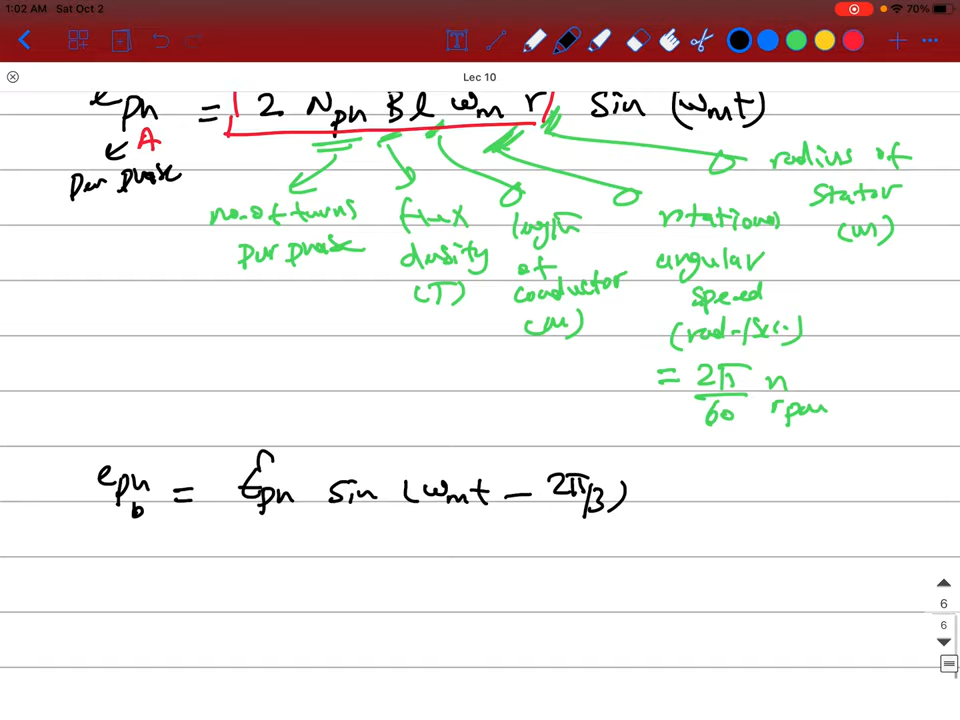 1:02 AM Sat Oct 2
70%
Lec 10
e_ph = 2 N_ph B l ω_m r sin (ω_m t)
A
per phase
no. of turns
per phase
flux
density
(T)
length
of
conductor
(m)
rotational
angular
speed
(rad/sec.)
= 2π/60 n
rpm
radius of
stator
(m)
e_ph = Ê_ph sin (ω_m t − 2π/3)
b
6
6